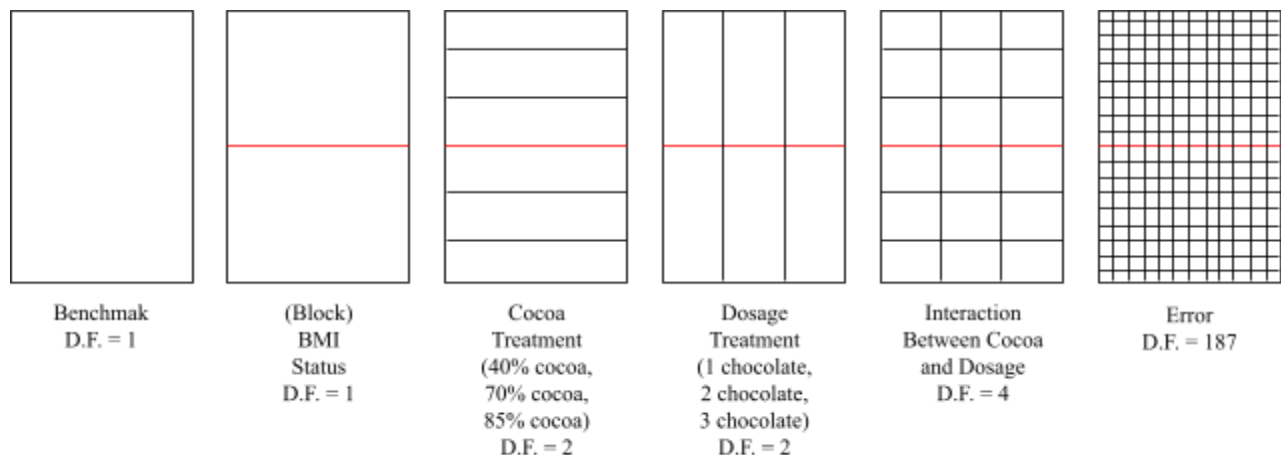 Benchmak
D.F. = 1
(Block)
BMI
Status
D.F. = 1
Cocoa
Treatment
(40% cocoa,
70% cocoa,
85% cocoa)
D.F. = 2
Dosage
Treatment
(1 chocolate,
2 chocolate,
3 chocolate)
D.F. = 2
Interaction
Between Cocoa
and Dosage
D.F. = 4
Error
D.F. = 187